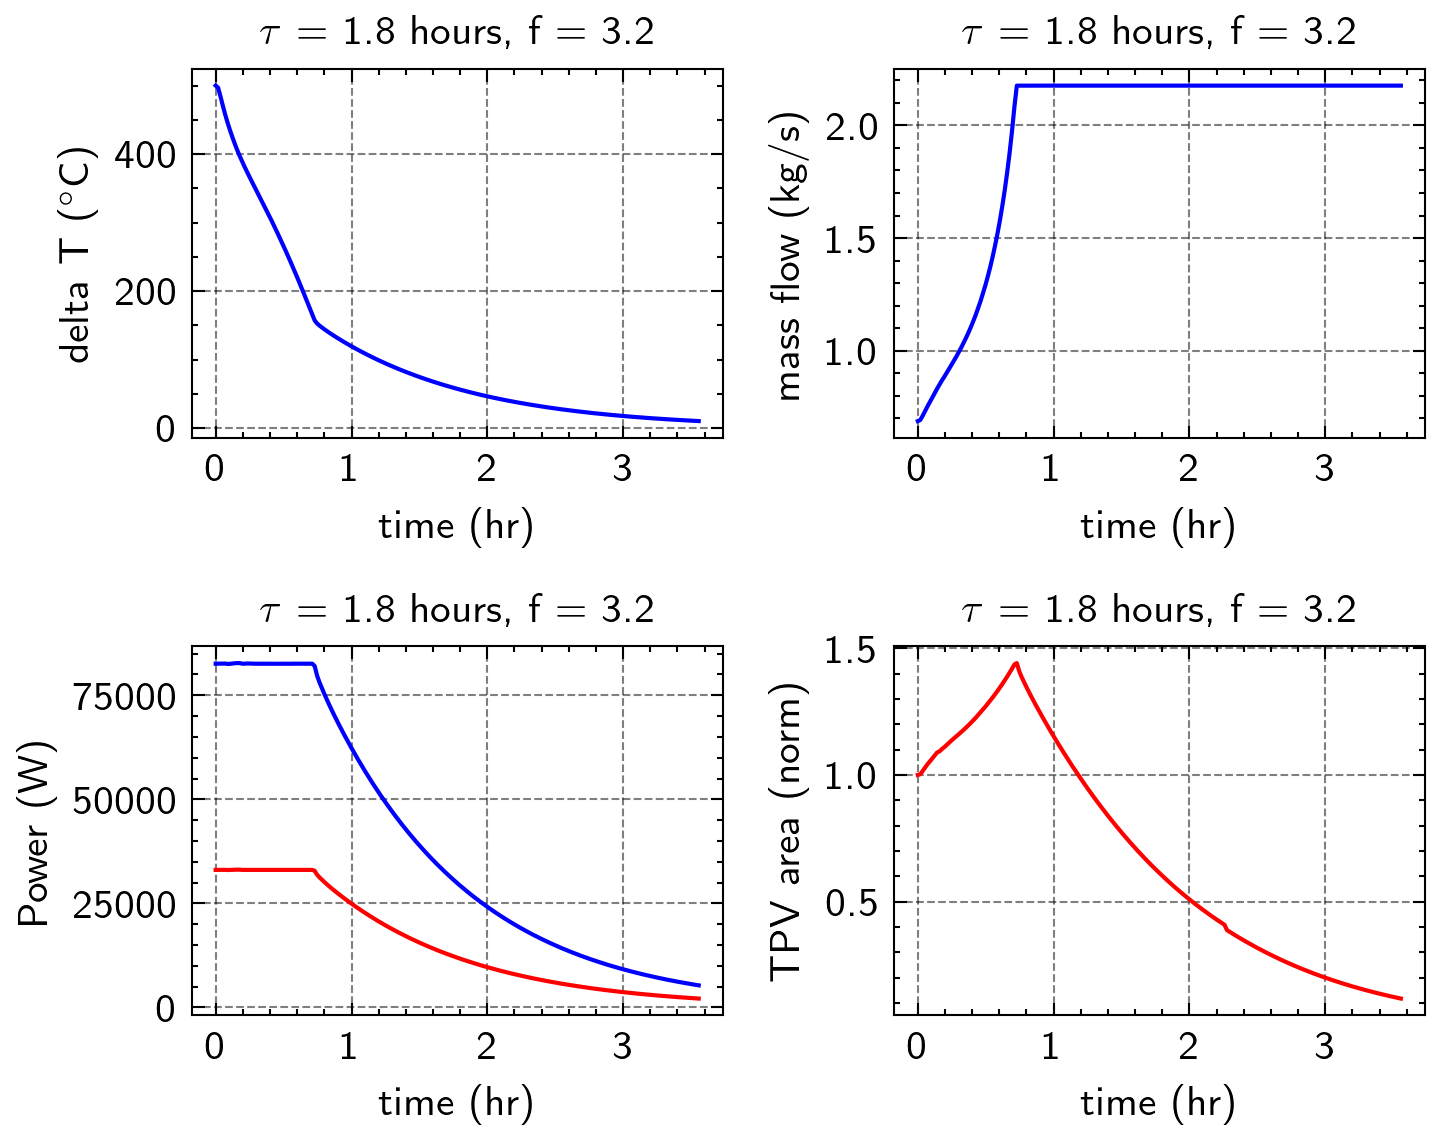 τ = 1.8 hours, f = 3.2
delta T (°C)
400
200
0
0 1 2 3
time (hr)
τ = 1.8 hours, f = 3.2
mass flow (kg/s)
2.0
1.5
1.0
0 1 2 3
time (hr)
τ = 1.8 hours, f = 3.2
Power (W)
75000
50000
25000
0
0 1 2 3
time (hr)
τ = 1.8 hours, f = 3.2
TPV area (norm)
1.5
1.0
0.5
0 1 2 3
time (hr)